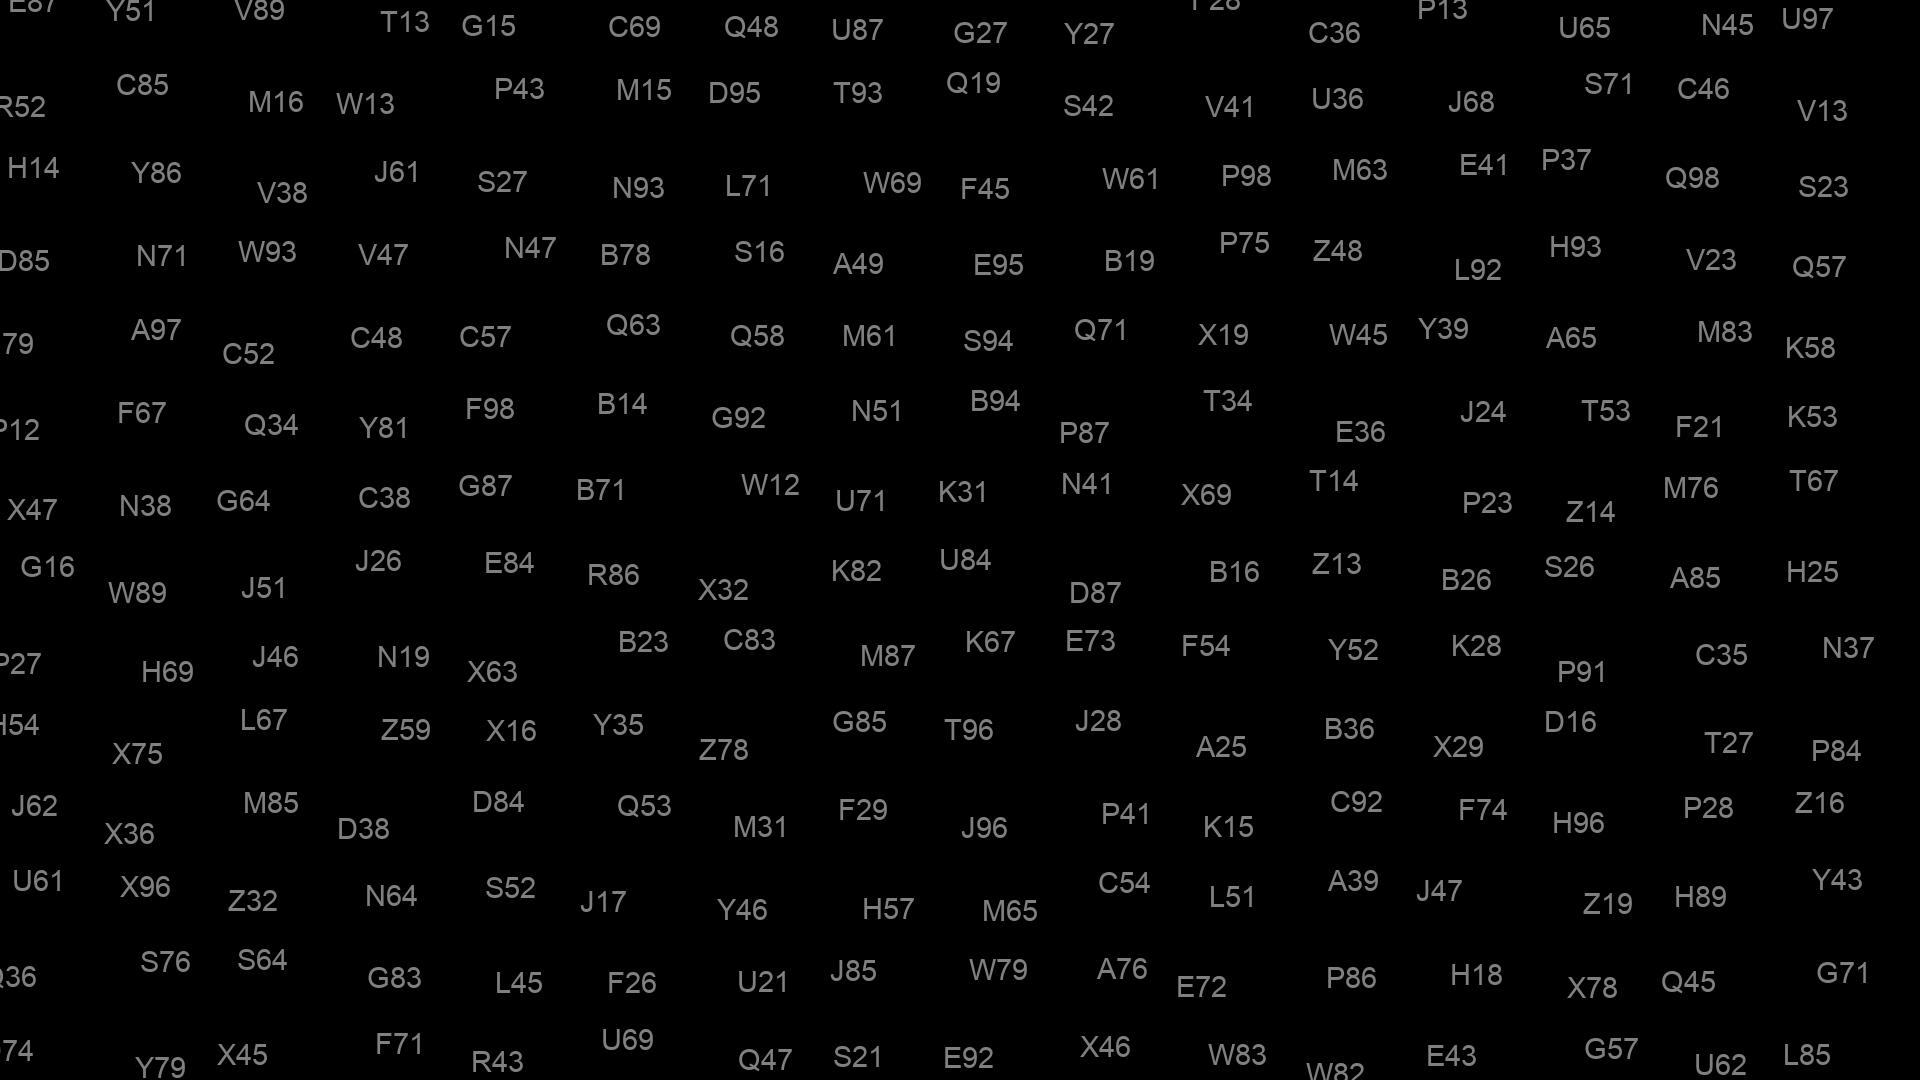 E87 Y51 V89 T13 G15 C69 Q48 U87 G27 Y27 C36 P13 U65 N45 U97
R52 C85 M16 W13 P43 M15 D95 T93 Q19 S42 V41 U36 J68 S71 C46 V13
H14 Y86 V38 J61 S27 N93 L71 W69 F45 W61 P98 M63 E41 P37 Q98 S23
D85 N71 W93 V47 N47 B78 S16 A49 E95 B19 P75 Z48 L92 H93 V23 Q57
79 A97 C52 C48 C57 Q63 Q58 M61 S94 Q71 X19 W45 Y39 A65 M83 K58
P12 F67 Q34 Y81 F98 B14 G92 N51 B94 P87 T34 E36 J24 T53 F21 K53
X47 N38 G64 C38 G87 B71 W12 U71 K31 N41 X69 T14 P23 Z14 M76 T67
G16 W89 J51 J26 E84 R86 X32 K82 U84 D87 B16 Z13 B26 S26 A85 H25
P27 H69 J46 N19 X63 B23 C83 M87 K67 E73 F54 Y52 K28 P91 C35 N37
H54 X75 L67 Z59 X16 Y35 Z78 G85 T96 J28 A25 B36 X29 D16 T27 P84
J62 X36 M85 D38 D84 Q53 M31 F29 J96 P41 K15 C92 F74 H96 P28 Z16
U61 X96 Z32 N64 S52 J17 Y46 H57 M65 C54 L51 A39 J47 Z19 H89 Y43
Q36 S76 S64 G83 L45 F26 U21 J85 W79 A76 E72 P86 H18 X78 Q45 G71
74 Y79 X45 F71 R43 U69 Q47 S21 E92 X46 W83 W82 E43 G57 U62 L85